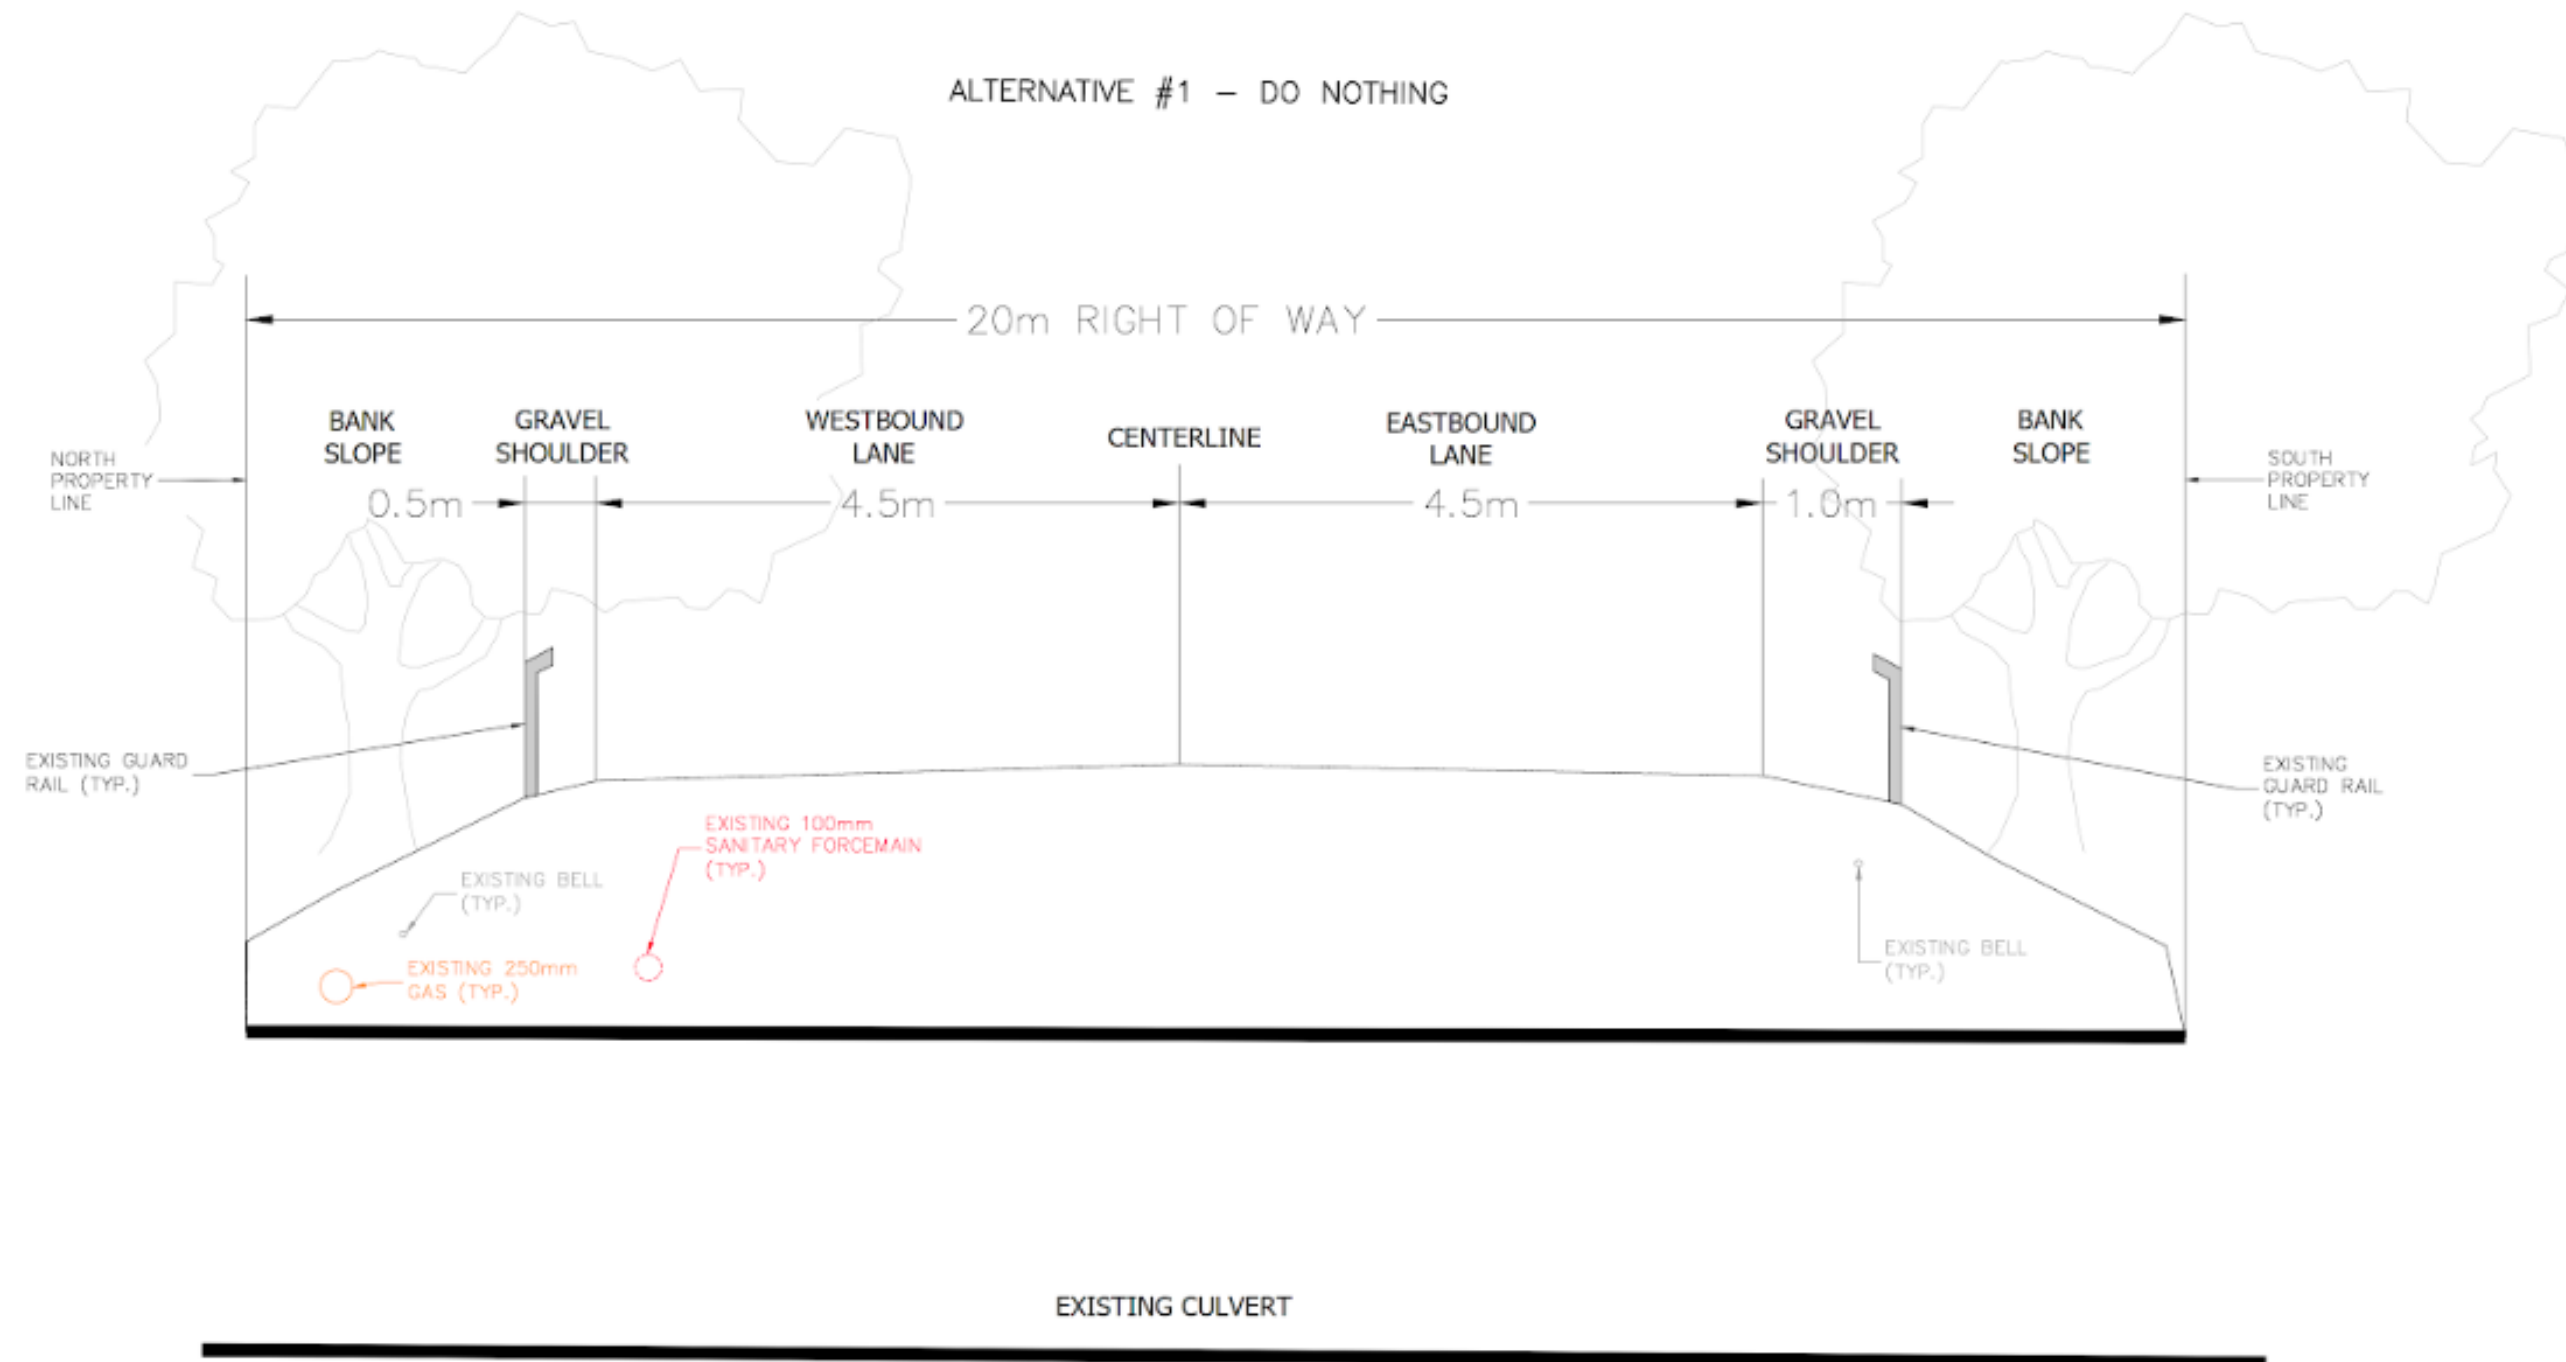 ALTERNATIVE #1 – DO NOTHING
20m RIGHT OF WAY
BANK
SLOPE
GRAVEL
SHOULDER
WESTBOUND
LANE
CENTERLINE
EASTBOUND
LANE
GRAVEL
SHOULDER
BANK
SLOPE
NORTH
PROPERTY
LINE
SOUTH
PROPERTY
LINE
0.5m
4.5m
4.5m
1.0m
EXISTING GUARD
RAIL (TYP.)
EXISTING
GUARD RAIL
(TYP.)
EXISTING 100mm
SANITARY FORCEMAIN
(TYP.)
EXISTING BELL
(TYP.)
EXISTING 250mm
GAS (TYP.)
EXISTING BELL
(TYP.)
EXISTING CULVERT